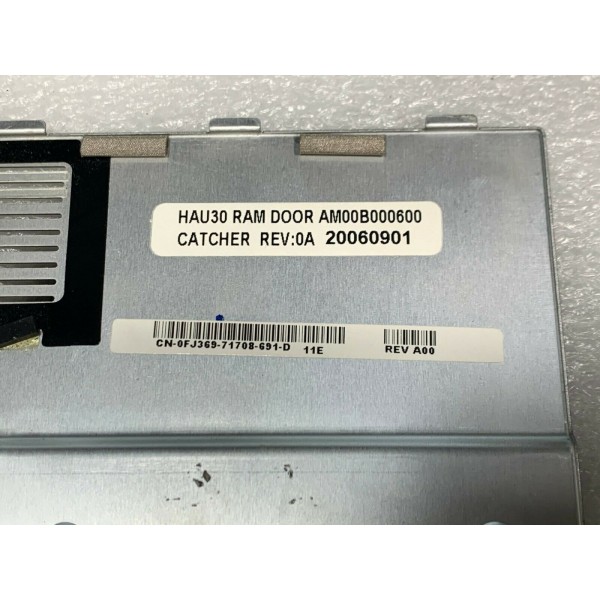 HAU30 RAM DOOR AM00B000600
CATCHER REV:0A 20060901
CN-0FJ369-71708-691-D 11E
REV A00